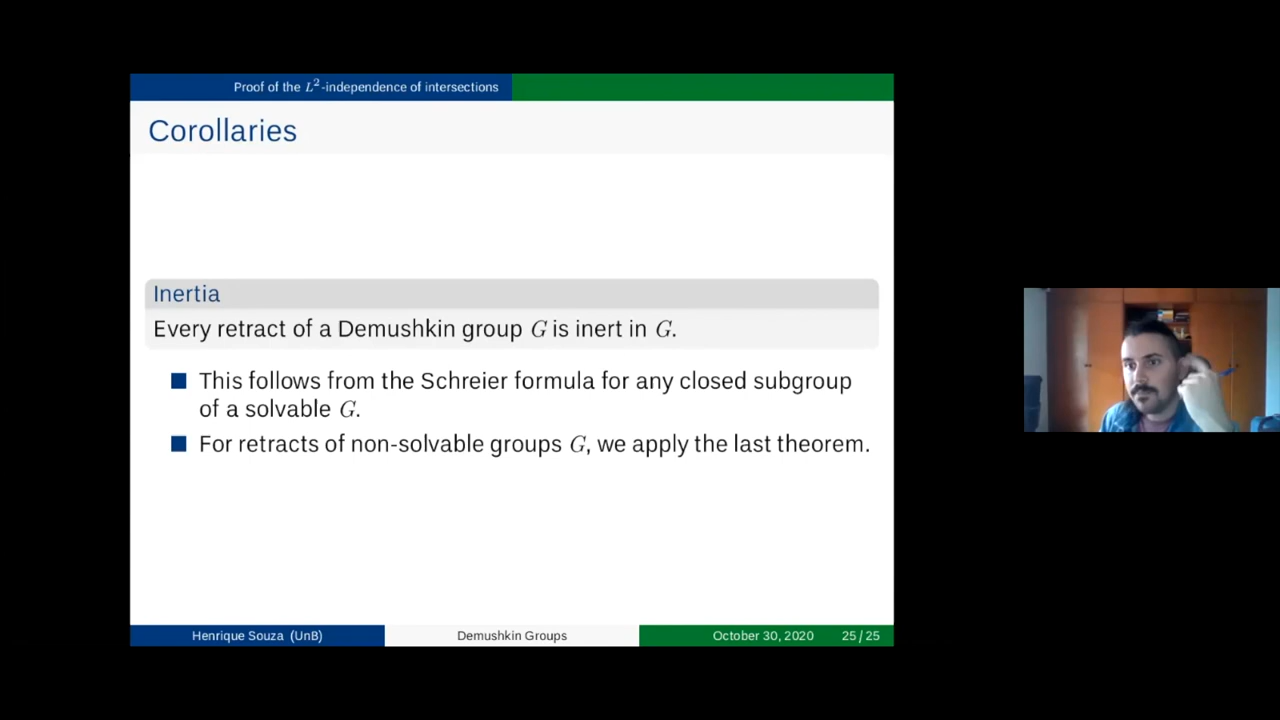 Proof of the L²-independence of intersections
Corollaries
Inertia
Every retract of a Demushkin group G is inert in G.
This follows from the Schreier formula for any closed subgroup
of a solvable G.
For retracts of non-solvable groups G, we apply the last theorem.
Henrique Souza (UnB) Demushkin Groups October 30, 2020 25 / 25